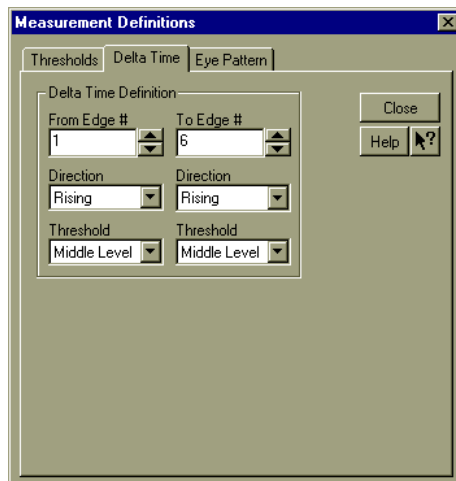 Measurement Definitions
Thresholds Delta Time Eye Pattern
Delta Time Definition
From Edge # To Edge #
1 6
Direction Direction
Rising Rising
Threshold Threshold
Middle Level Middle Level
Close
Help ?